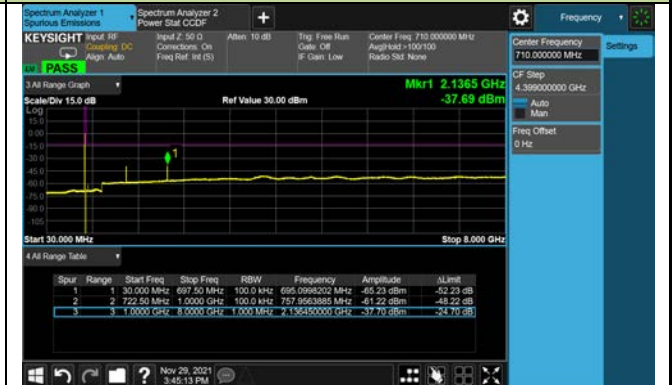 Spectrum Analyzer 1
Spurious Emissions
Spectrum Analyzer 2
Power Stat CCDF
Frequency
KEYSIGHT
Input: RF
Coupling: DC
Align: Auto
Input Z: 50 Ω
Corrections: On
Freq Ref: Int (S)
Atten: 10 dB
Trig: Free Run
Gate: Off
IF Gain: Low
Center Freq: 710.000000 MHz
Avg|Hold:>100/100
Radio Std: None
PASS
Center Frequency
710.000000 MHz
Settings
CF Step
4.399000000 GHz
Auto
Man
Freq Offset
0 Hz
3 All Range Graph
Mkr1 2.1365 GHz
Scale/Div 15.0 dB
Ref Value 30.00 dBm
-37.69 dBm
Log
15.0
0.00
-15.0
-30.0
-45.0
-60.0
-75.0
-90.0
-105
1
Start 30.000 MHz
Stop 8.000 GHz
4 All Range Table
Spur Range Start Freq Stop Freq RBW Frequency Amplitude ΔLimit
1 1 30.000 MHz 697.50 MHz 100.0 kHz 695.0998202 MHz -65.23 dBm -52.23 dB
2 2 722.50 MHz 1.0000 GHz 100.0 kHz 757.9563885 MHz -61.22 dBm -48.22 dB
3 3 1.0000 GHz 8.0000 GHz 1.000 MHz 2.136450000 GHz -37.70 dBm -24.70 dB
Nov 29, 2021
3:45:13 PM